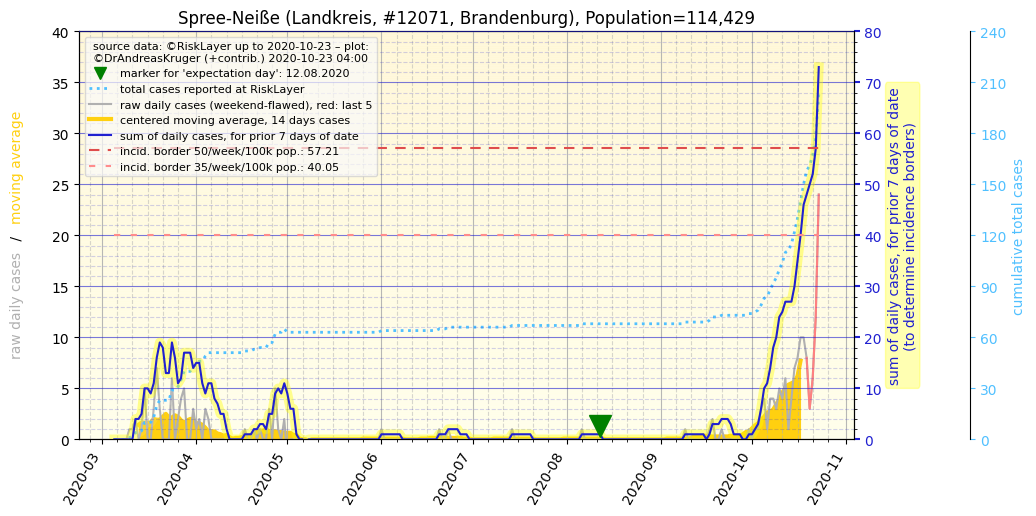 Spree-Neiße (Landkreis, #12071, Brandenburg), Population=114,429
source data: ©RiskLayer up to 2020-10-23 – plot:
©DrAndreasKruger (+contrib.) 2020-10-23 04:00
marker for 'expectation day': 12.08.2020
total cases reported at RiskLayer
raw daily cases (weekend-flawed), red: last 5
centered moving average, 14 days cases
sum of daily cases, for prior 7 days of date
incid. border 50/week/100k pop.: 57.21
incid. border 35/week/100k pop.: 40.05
raw daily cases / moving average
40
35
30
25
20
15
10
5
0
80
70
60
50
40
30
20
10
0
sum of daily cases, for prior 7 days of date
(to determine incidence borders)
240
210
180
150
120
90
60
30
0
cumulative total cases
2020-03
2020-04
2020-05
2020-06
2020-07
2020-08
2020-09
2020-10
2020-11